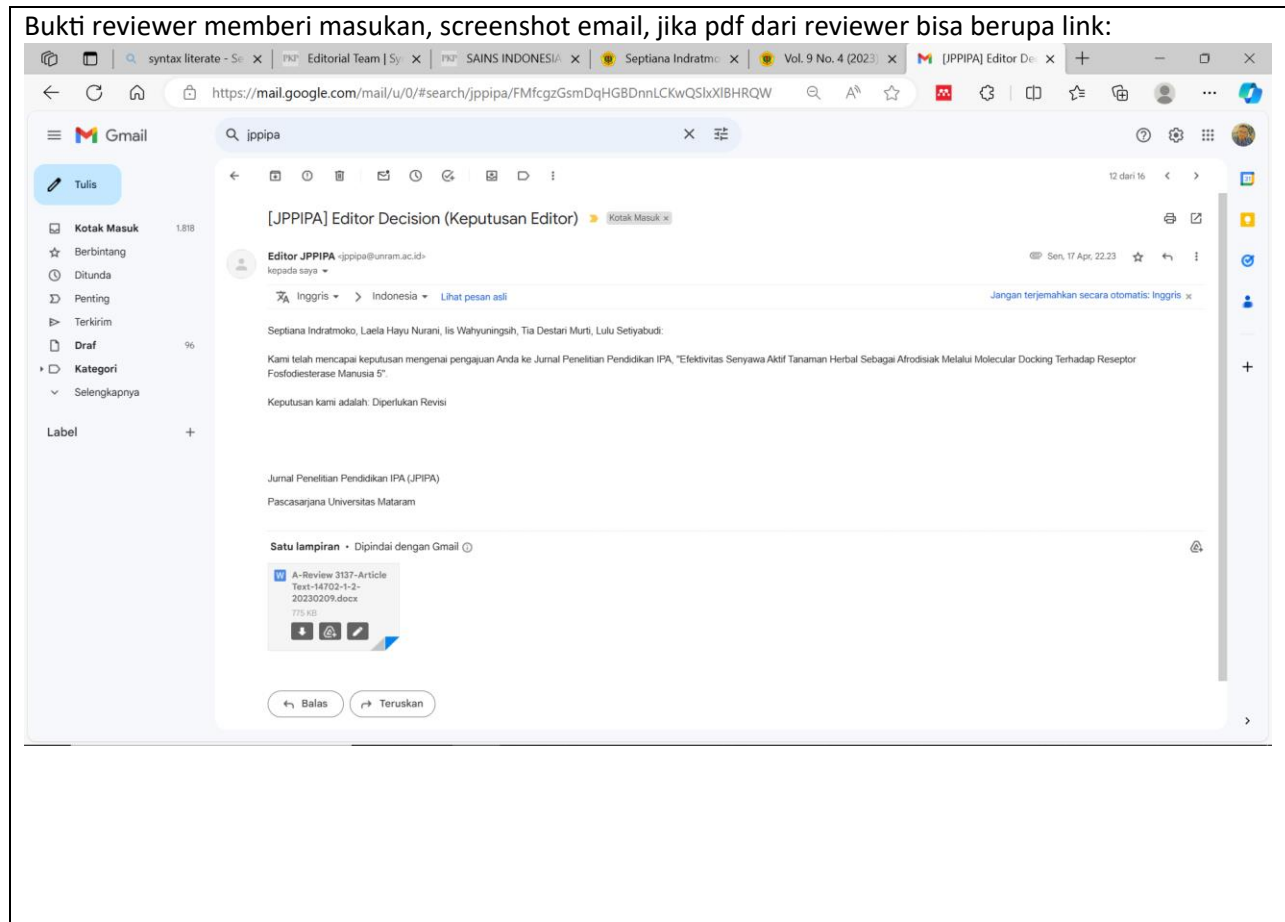 Bukti reviewer memberi masukan, screenshot email, jika pdf dari reviewer bisa berupa link:
syntax literate - Se
PKP Editorial Team | Sy
PKP SAINS INDONESIA
Septiana Indratmo
Vol. 9 No. 4 (2023)
[JPPIPA] Editor De
https://mail.google.com/mail/u/0/#search/jppipa/FMfcgzGsmDqHGBDnnLCKwQSlxXlBHRQW
Gmail
jppipa
Tulis
12 dari 16
Kotak Masuk 1.818
Berbintang
Ditunda
Penting
Terkirim
Draf 96
Kategori
Selengkapnya
Label
[JPPIPA] Editor Decision (Keputusan Editor)
Kotak Masuk x
Editor JPPIPA <jppipa@unram.ac.id>
Sen, 17 Apr, 22.23
kepada saya
Inggris > Indonesia Lihat pesan asli
Jangan terjemahkan secara otomatis: Inggris x
Septiana Indratmoko, Laela Hayu Nurani, Iis Wahyuningsih, Tia Destari Murti, Lulu Setiyabudi:
Kami telah mencapai keputusan mengenai pengajuan Anda ke Jurnal Penelitian Pendidikan IPA, "Efektivitas Senyawa Aktif Tanaman Herbal Sebagai Afrodisiak Melalui Molecular Docking Terhadap Reseptor
Fosfodiesterase Manusia 5".
Keputusan kami adalah: Diperlukan Revisi
Jurnal Penelitian Pendidikan IPA (JPIPA)
Pascasarjana Universitas Mataram
Satu lampiran • Dipindai dengan Gmail
W A-Review 3137-Article
Text-14702-1-2-
20230209.docx
775 KB
Balas
Teruskan